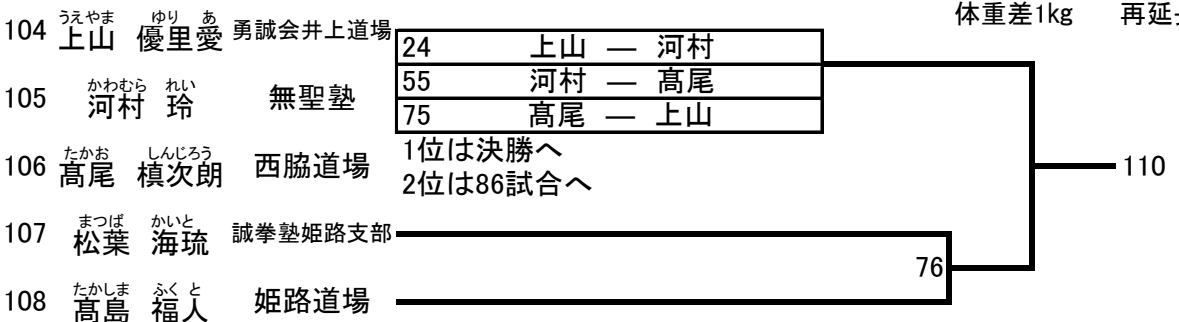 体重差1kg 再延
104 上山 優里愛 勇誠会井上道場
うえやま ゆり あ
24 上山 ― 河村
55 河村 ―髙尾
75 髙尾 ― 上山
105 河村 玲 無聖塾
かわむら れい
106 髙尾 槙次朗 西脇道場
たかお しんじろう
1位は決勝へ
2位は86試合へ
110
107 松葉 海琉 誠拳塾姫路支部
まつば かいと
76
108 髙島 福人 姫路道場
たかしま ふく と